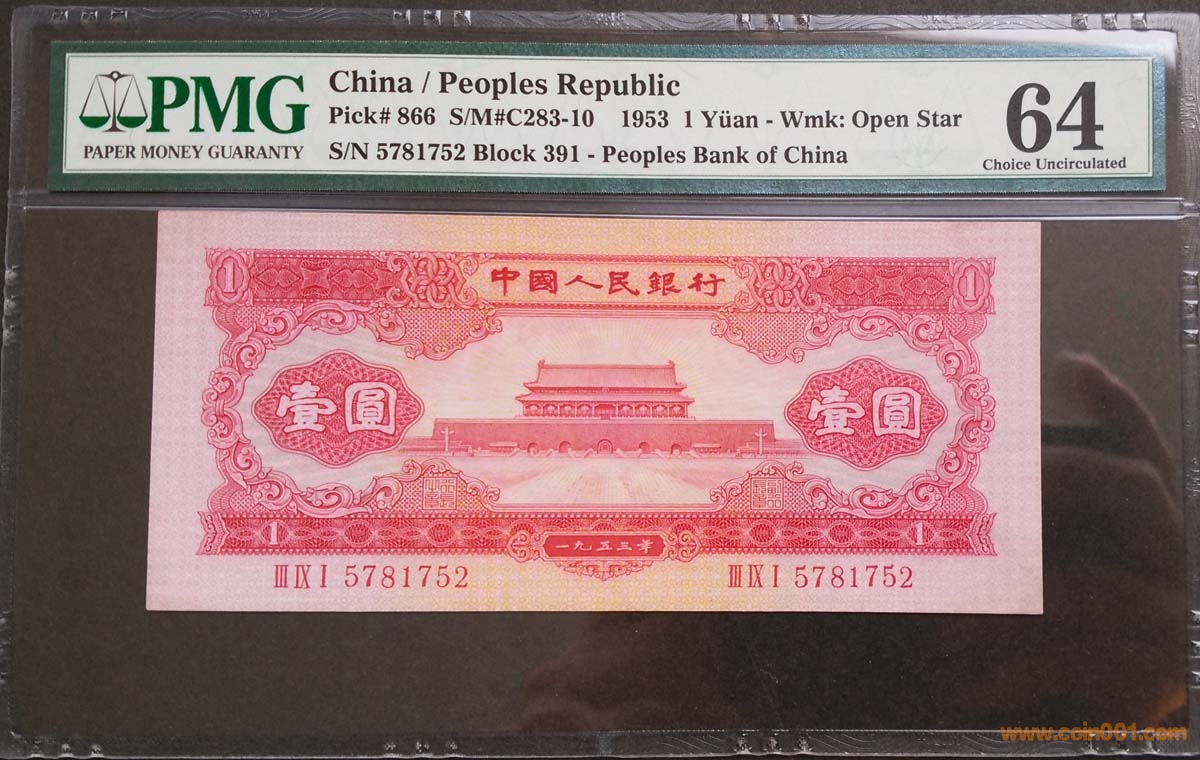 PMG
PAPER MONEY GUARANTY
China / Peoples Republic
Pick# 866 S/M#C283-10 1953 1 Yüan - Wmk: Open Star
S/N 5781752 Block 391 - Peoples Bank of China
64
Choice Uncirculated
1 中國人民銀行 1
壹圓 壹圓
1 一九五三年 1
III IX I 5781752 III IX I 5781752
www.coin001.com